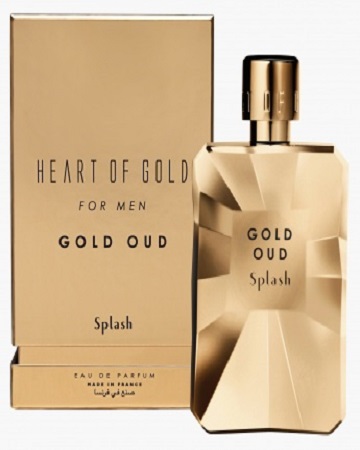 HEART OF GOLD
FOR MEN
GOLD OUD
Splash
EAU DE PARFUM
MADE IN FRANCE
صنع في فرنسا
GOLD
OUD
Splash